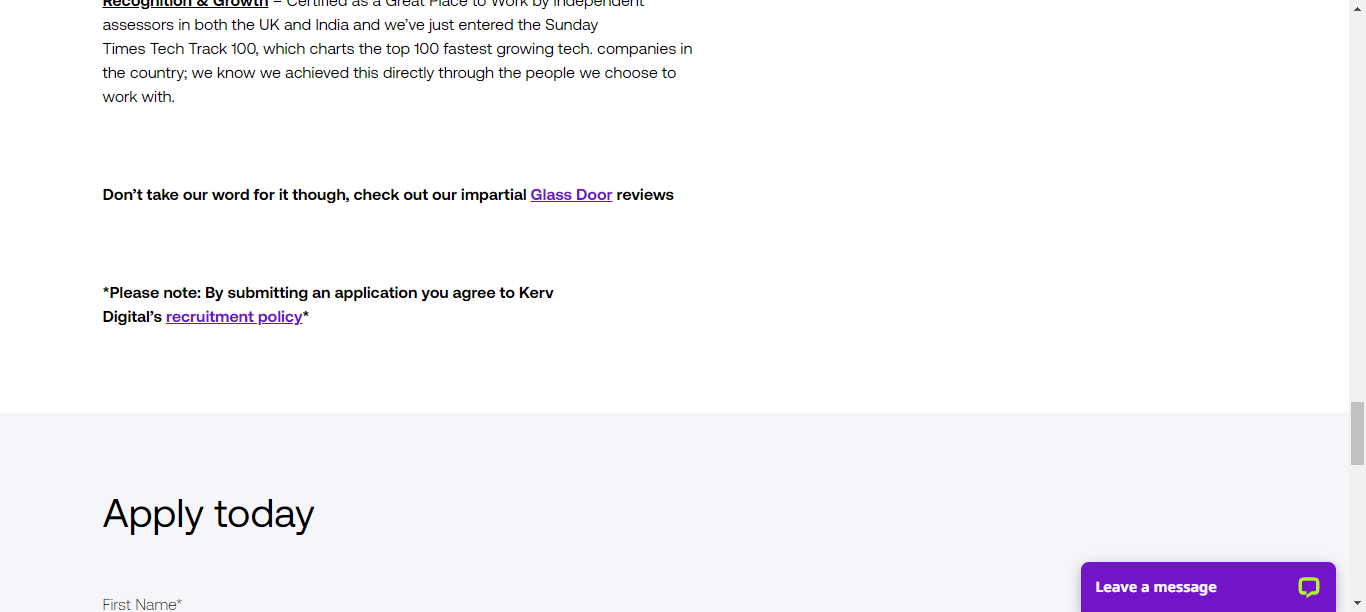 Recognition & Growth – Certified as a Great Place to Work by independent
assessors in both the UK and India and we’ve just entered the Sunday
Times Tech Track 100, which charts the top 100 fastest growing tech. companies in
the country; we know we achieved this directly through the people we choose to
work with.
Don’t take our word for it though, check out our impartial Glass Door reviews
*Please note: By submitting an application you agree to Kerv
Digital’s recruitment policy*
Apply today
First Name*
Leave a message